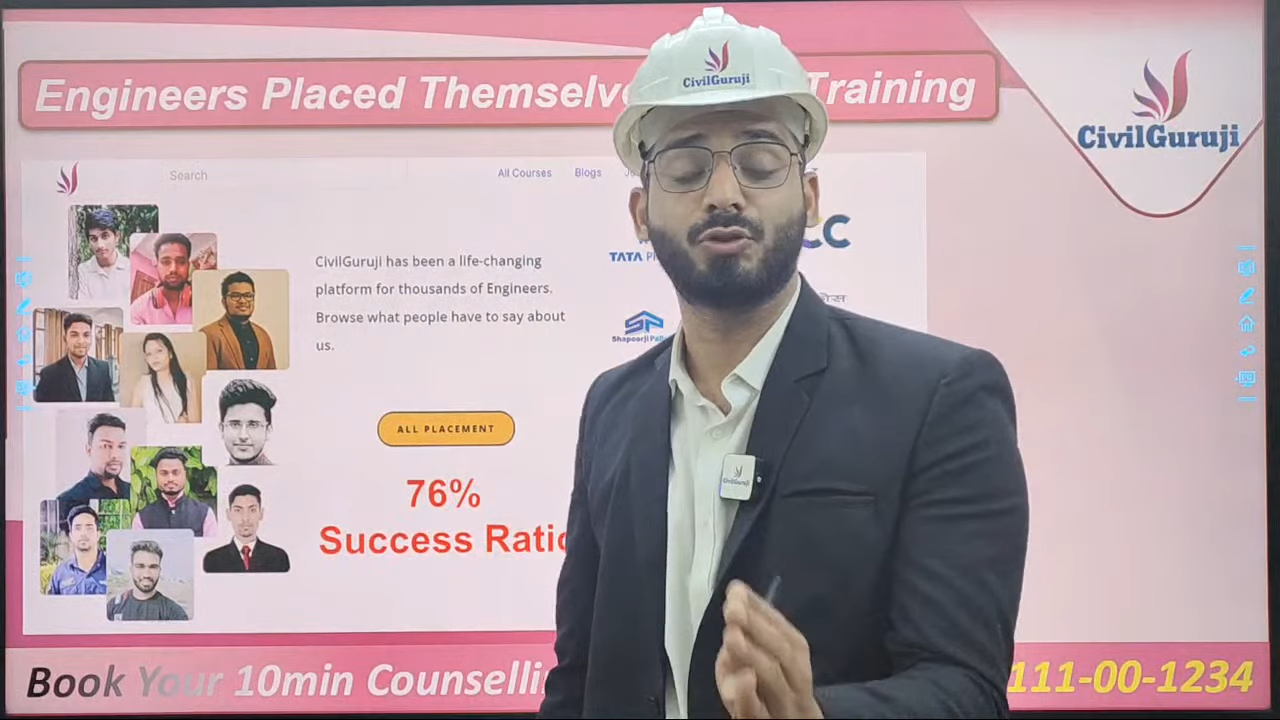 Engineers Placed Themselve Training
CivilGuruji
CivilGuruji
Search
All Courses
Blogs
CivilGuruji has been a life-changing
platform for thousands of Engineers.
Browse what people have to say about
us.
TATA
Shapoorji
ALL PLACEMENT
76%
Success Ratio
CivilGuruji
Book Your 10min Counselli
111-00-1234